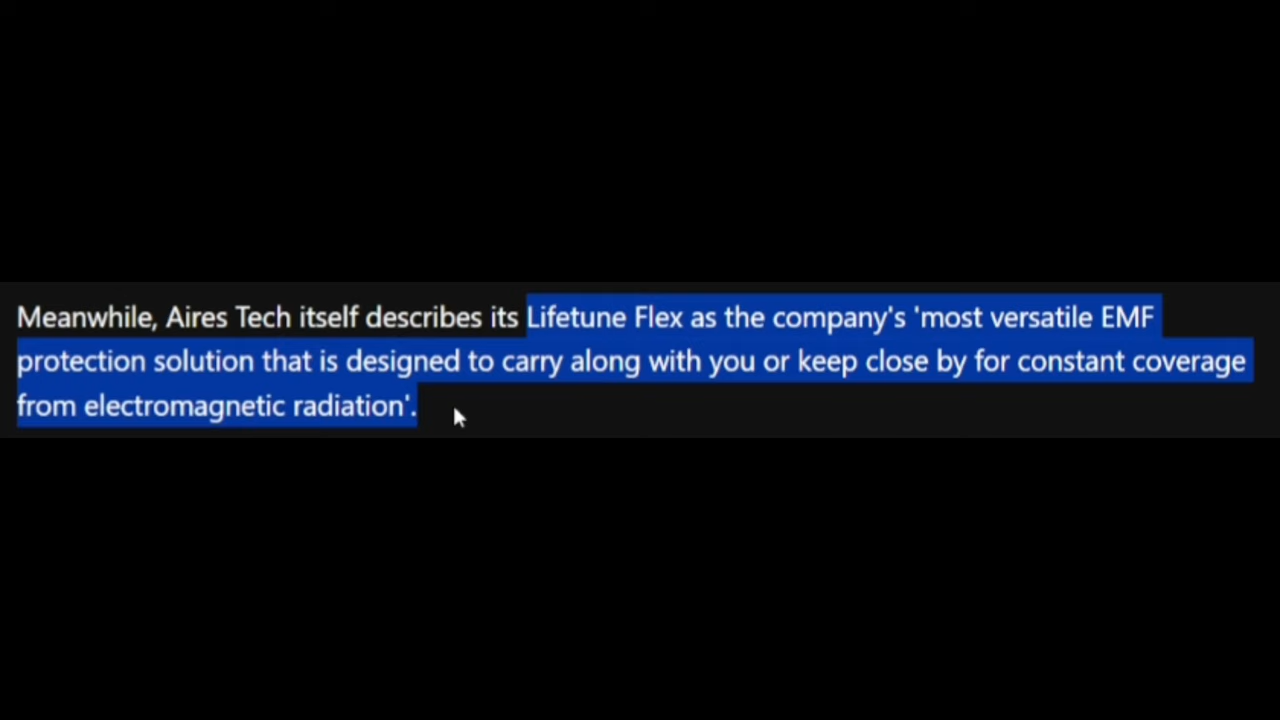 Meanwhile, Aires Tech itself describes its Lifetune Flex as the company's 'most versatile EMF
protection solution that is designed to carry along with you or keep close by for constant coverage
from electromagnetic radiation'.